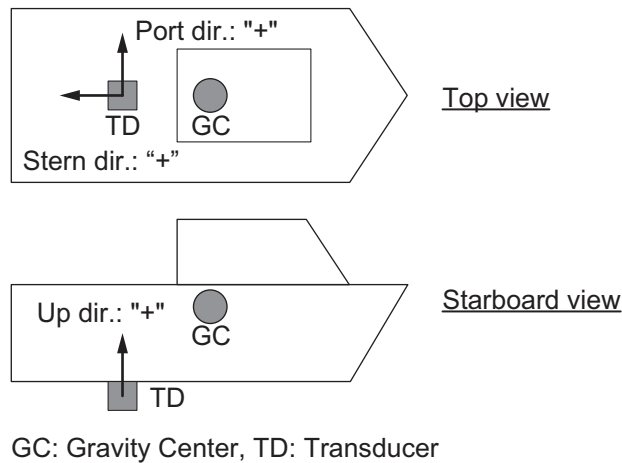 Port dir.: "+"
Top view
TD
GC
Stern dir.: “+”
Up dir.: "+"
Starboard view
GC
TD
GC: Gravity Center, TD: Transducer